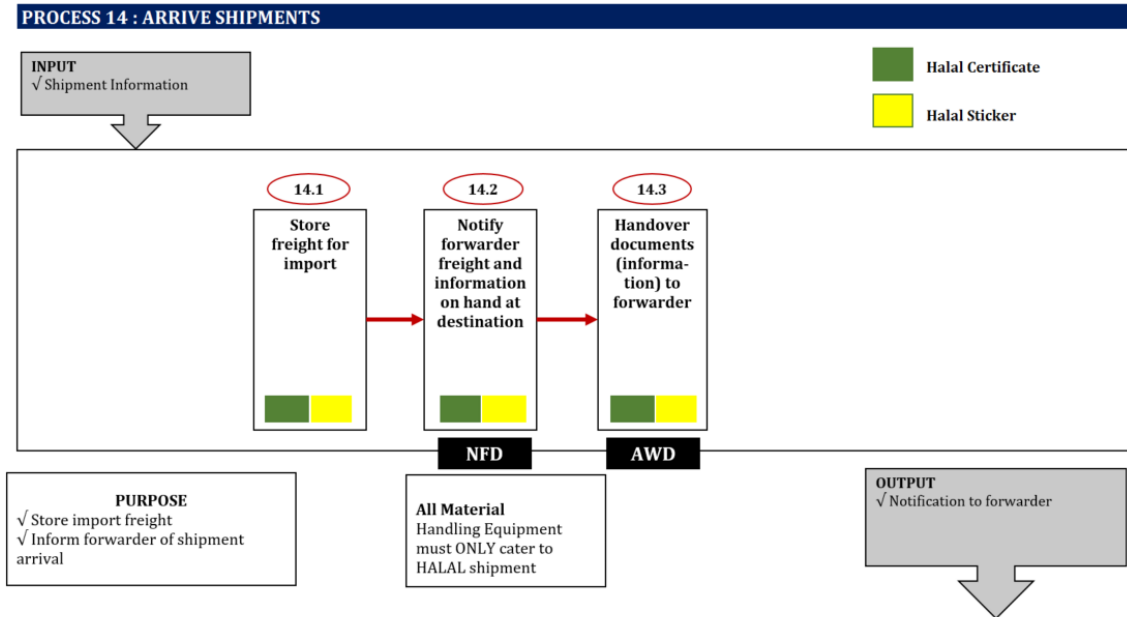 PROCESS 14 : ARRIVE SHIPMENTS
INPUT
√ Shipment Information
Halal Certificate
Halal Sticker
14.1
Store
freight for
import
14.2
Notify
forwarder
freight and
information
on hand at
destination
14.3
Handover
documents
(informa-
tion) to
forwarder
NFD
AWD
PURPOSE
√ Store import freight
√ Inform forwarder of shipment
arrival
All Material
Handling Equipment
must ONLY cater to
HALAL shipment
OUTPUT
√ Notification to forwarder